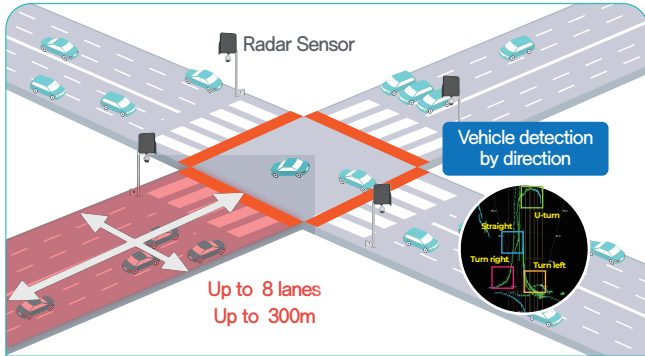 Radar Sensor
Vehicle detection
by direction
U-turn
Straight
Turn right
Turn left
Up to 8 lanes
Up to 300m